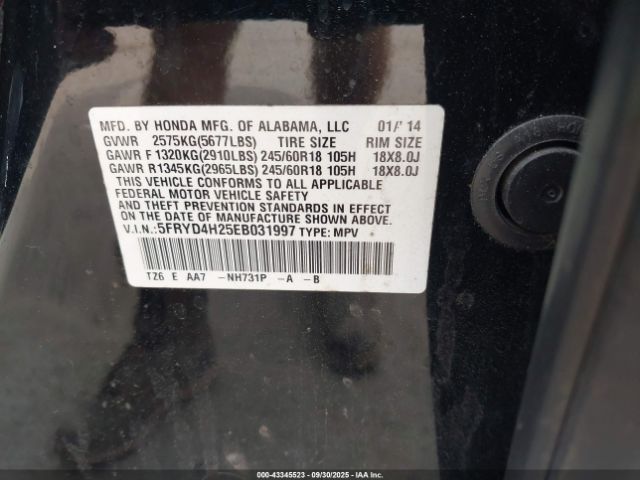 MFD. BY HONDA MFG. OF ALABAMA, LLC 01/14
GVWR 2575KG(5677LBS) TIRE SIZE RIM SIZE
GAWR F 1320KG(2910LBS) 245/60R18 105H 18X8.0J
GAWR R 1345KG(2965LBS) 245/60R18 105H 18X8.0J
THIS VEHICLE CONFORMS TO ALL APPLICABLE
FEDERAL MOTOR VEHICLE SAFETY
AND THEFT PREVENTION STANDARDS IN EFFECT
ON THE DATE OF MANUFACTURE SHOWN ABOVE.
V.I.N.: 5FRYD4H25EB031997 TYPE: MPV
TZ6 E AA7 -NH731P -A -B
00-43345523 — 09/30/2025 — IAA Inc.